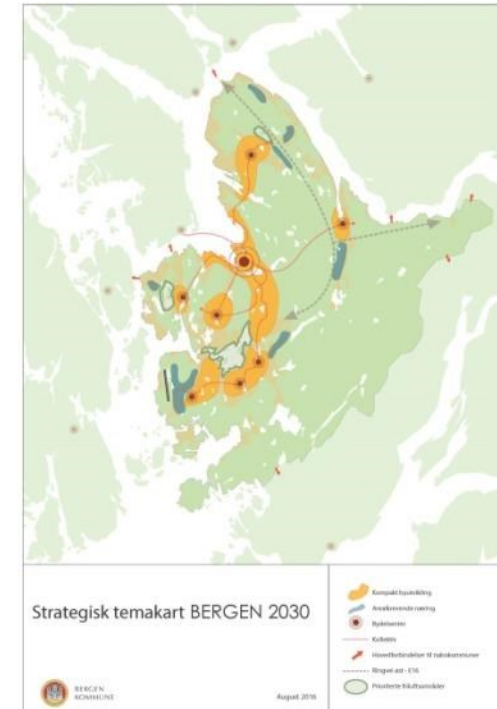 Strategisk temakart BERGEN 2030
BERGEN
KOMMUNE
August 2016
Kompakt byutvikling
Arealkrevende næring
Bydelssenter
Kollektiv
Hovedforbindelser til nabokommuner
Ringvei øst - E16
Prioriterte friluftsområder